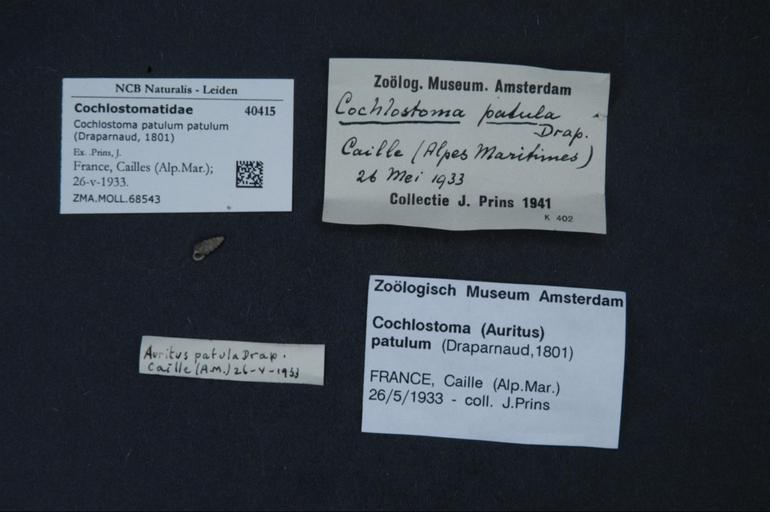 NCB Naturalis - Leiden
Cochlostomatidae 40415
Cochlostoma patulum patulum
(Draparnaud, 1801)
Ex. .Prins, J.
France, Cailles (Alp.Mar.);
26-v-1933.
ZMA.MOLL.68543
Zoölog. Museum. Amsterdam
Cochlostoma patula
Drap.
Caille (Alpes Maritimes)
26 Mei 1933
Collectie J. Prins 1941
K 402
Auritus patula Drap.
Caille (A.M.) 26-V-1933
Zoölogisch Museum Amsterdam
Cochlostoma (Auritus)
patulum (Draparnaud,1801)
FRANCE, Caille (Alp.Mar.)
26/5/1933 - coll. J.Prins